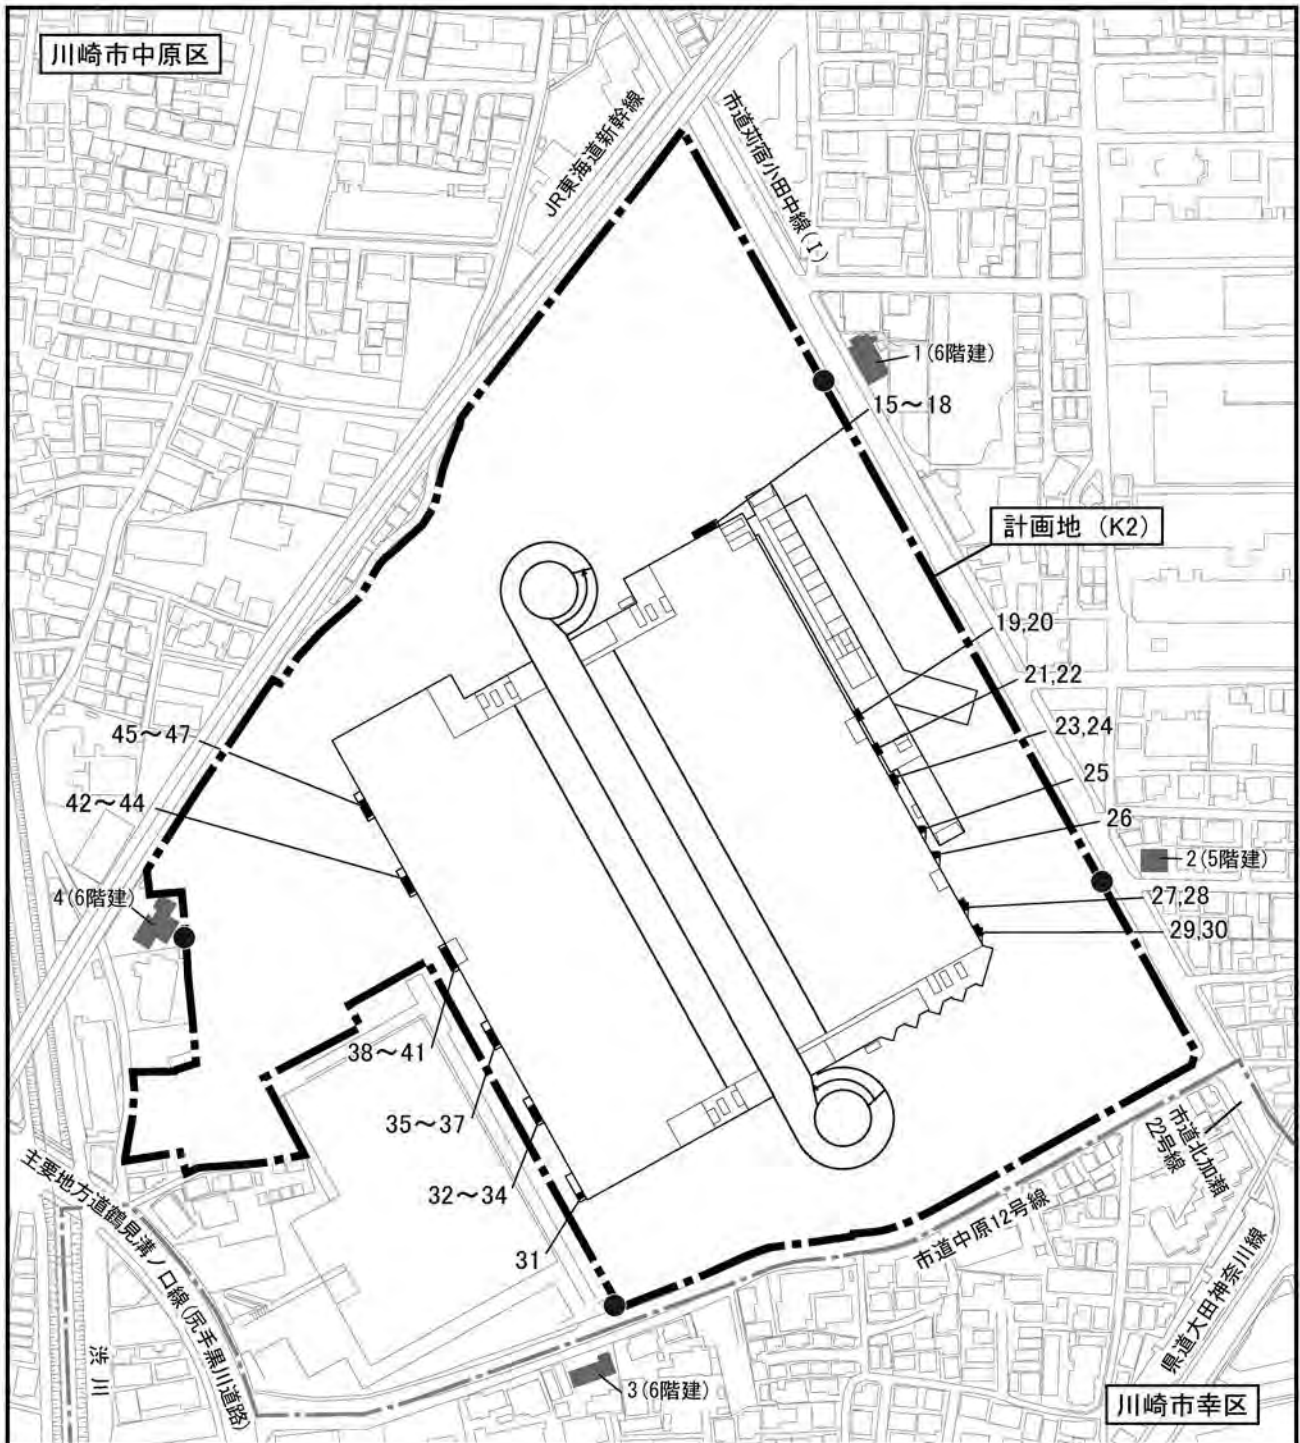 川崎市中原区
JR東海道新幹線
市道苅宿小田中線(Ⅰ)
1(6階建)
15～18
計画地（K2）
19,20
21,22
23,24
45～47
25
42～44
26
2(5階建)
4(6階建)
27,28
29,30
38～41
35～37
市道北加瀬
22号線
主要地方道鶴見溝ノ口線(尻手黒川道路)
32～34
市道中原12号線
31
県道大田神奈川線
渋川
3(6階建)
川崎市幸区